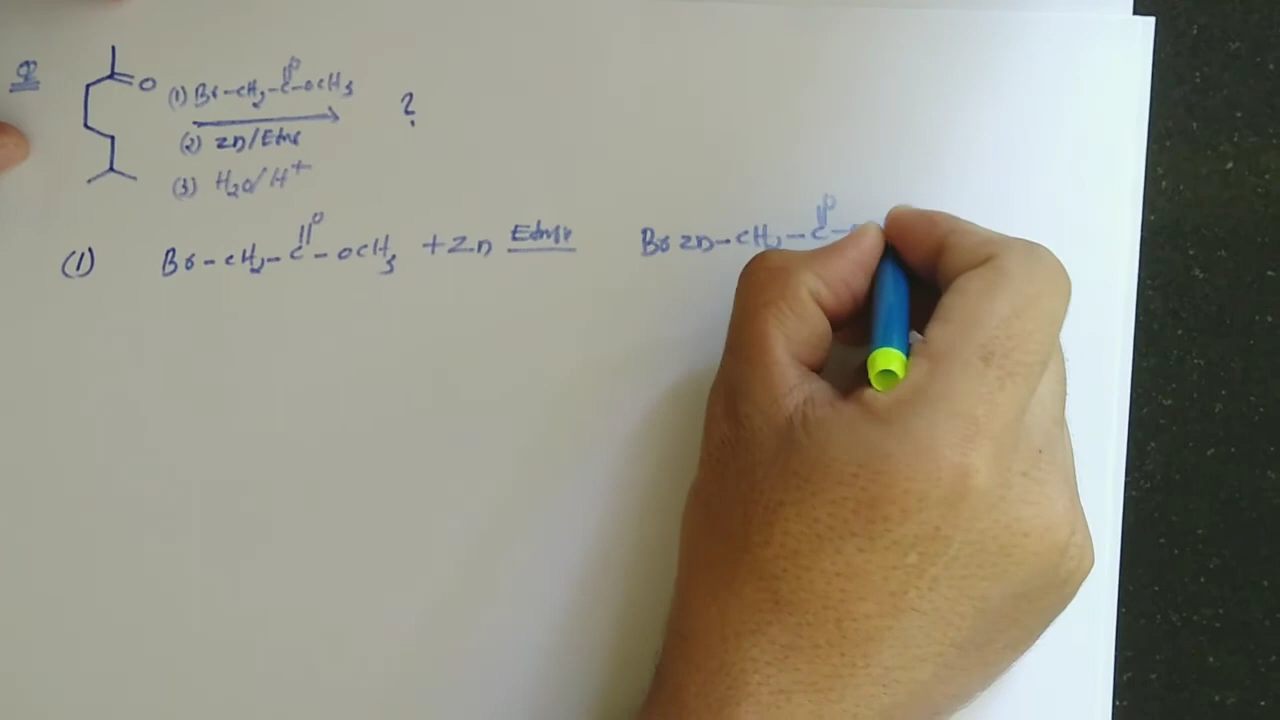 Q
O (1) Br-CH2-C-OCH3 ?
O
(2) Zn/Ether
(3) H2O/H+
O
(1) Br-CH2-C-OCH3 + Zn Ether BrZn-CH2-C-O
O